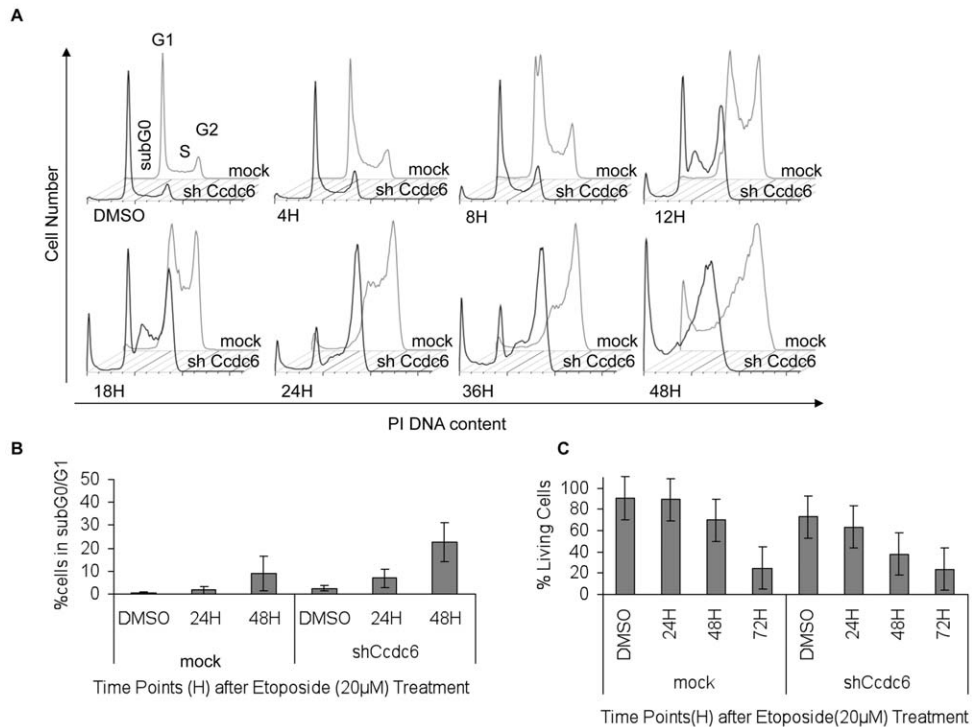 A
G1
subG0
S
G2
mock
sh Ccdc6
DMSO
mock
sh Ccdc6
4H
mock
sh Ccdc6
8H
mock
sh Ccdc6
12H
Cell Number
mock
sh Ccdc6
18H
mock
sh Ccdc6
24H
mock
sh Ccdc6
36H
mock
sh Ccdc6
48H
PI DNA content
B
%cells in subG0/G1
50
40
30
20
10
0
DMSO 24H 48H DMSO 24H 48H
mock shCcdc6
Time Points (H) after Etoposide (20µM) Treatment
C
% Living Cells
100
80
60
40
20
0
DMSO 24H 48H 72H DMSO 24H 48H 72H
mock shCcdc6
Time Points(H) after Etoposide(20µM) Treatment